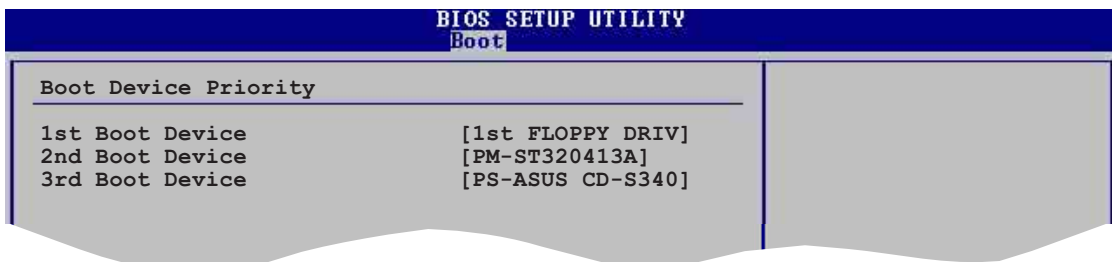 BIOS SETUP UTILITY
Boot
Boot Device Priority
1st Boot Device [1st FLOPPY DRIV]
2nd Boot Device [PM-ST320413A]
3rd Boot Device [PS-ASUS CD-S340]